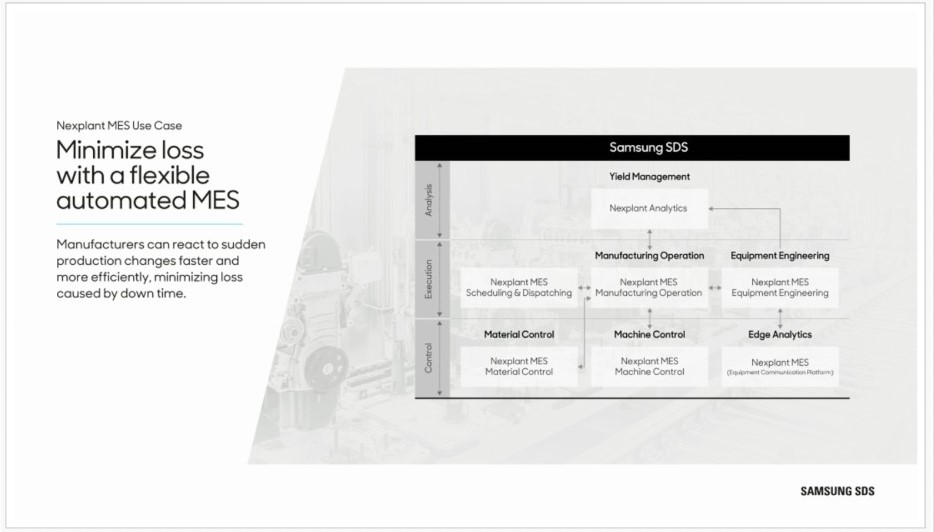 Nexplant MES Use Case
Minimize loss
with a flexible
automated MES
Manufacturers can react to sudden
production changes faster and
more efficiently, minimizing loss
caused by down time.
Samsung SDS
Analysis
Yield Management
Nexplant Analytics
Execution
Manufacturing Operation
Equipment Engineering
Nexplant MES
Scheduling & Dispatching
Nexplant MES
Manufacturing Operation
Nexplant MES
Equipment Engineering
Control
Material Control
Machine Control
Edge Analytics
Nexplant MES
Material Control
Nexplant MES
Machine Control
Nexplant MES
(Equipment Communication Platform)
SAMSUNG SDS